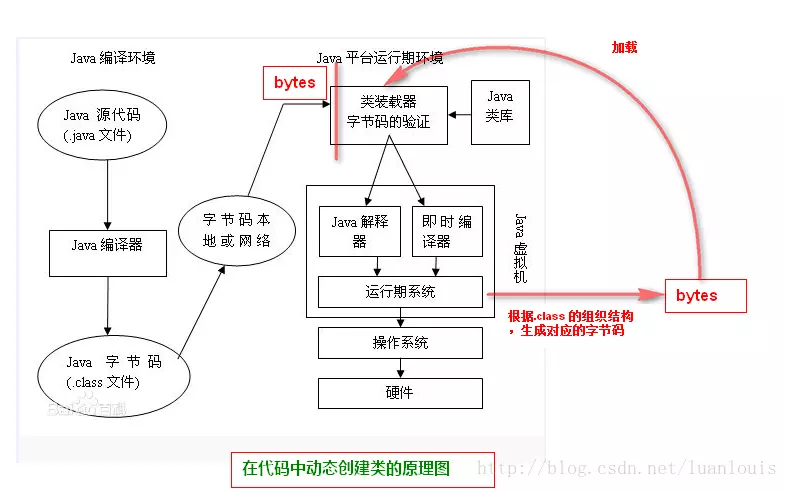 Java 编译环境
Java 平台运行期环境
加载
bytes
Java 源代码
(.java 文件)
类装载器
字节码的验证
Java
类库
字节码本
地或网络
Java 编译器
Java 解释
器
即时编
译器
Java 虚拟机
运行期系统
bytes
根据.class 的组织结构
，生成对应的字节码
操作系统
Java 字节码
(.class 文件)
硬件
Baidu百科
在代码中动态创建类的原理图
http://blog.csdn.net/luanlouis